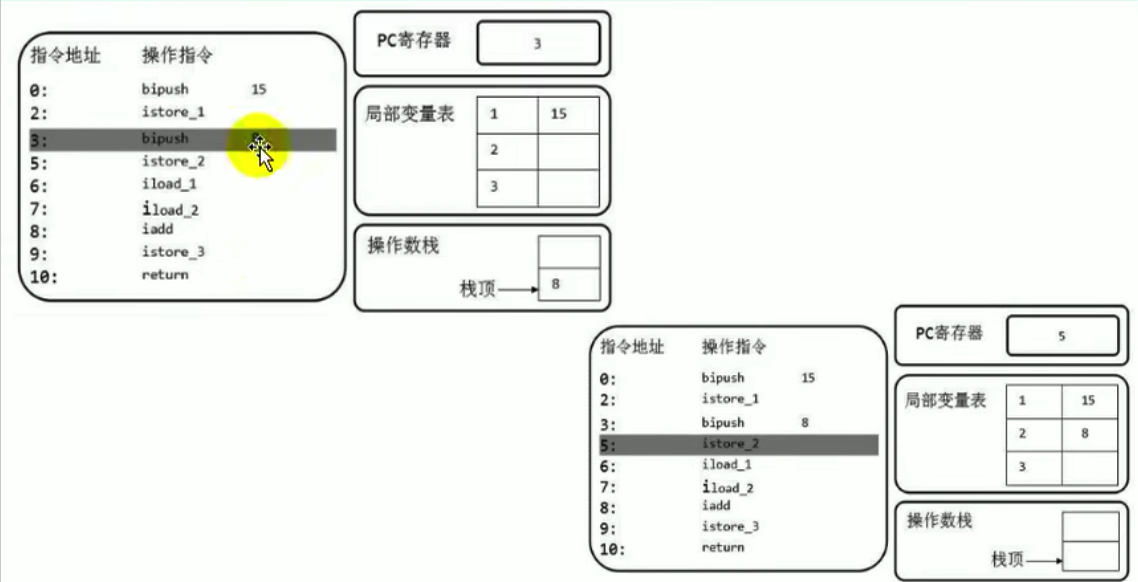 指令地址 操作指令
0: bipush 15
2: istore_1
3: bipush
5: istore_2
6: iload_1
7: iload_2
8: iadd
9: istore_3
10: return
PC寄存器 3
局部变量表 1 15
2
3
操作数栈
栈顶 8
指令地址 操作指令
0: bipush 15
2: istore_1
3: bipush 8
5: istore_2
6: iload_1
7: iload_2
8: iadd
9: istore_3
10: return
PC寄存器 5
局部变量表 1 15
2 8
3
操作数栈
栈顶